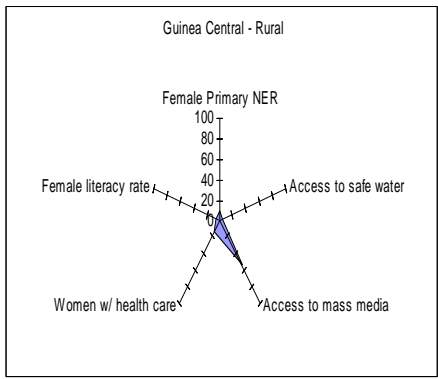 Guinea Central - Rural
Female Primary NER
100
80
60
40
20
0
Female literacy rate
Access to safe water
Women w/ health care
Access to mass media